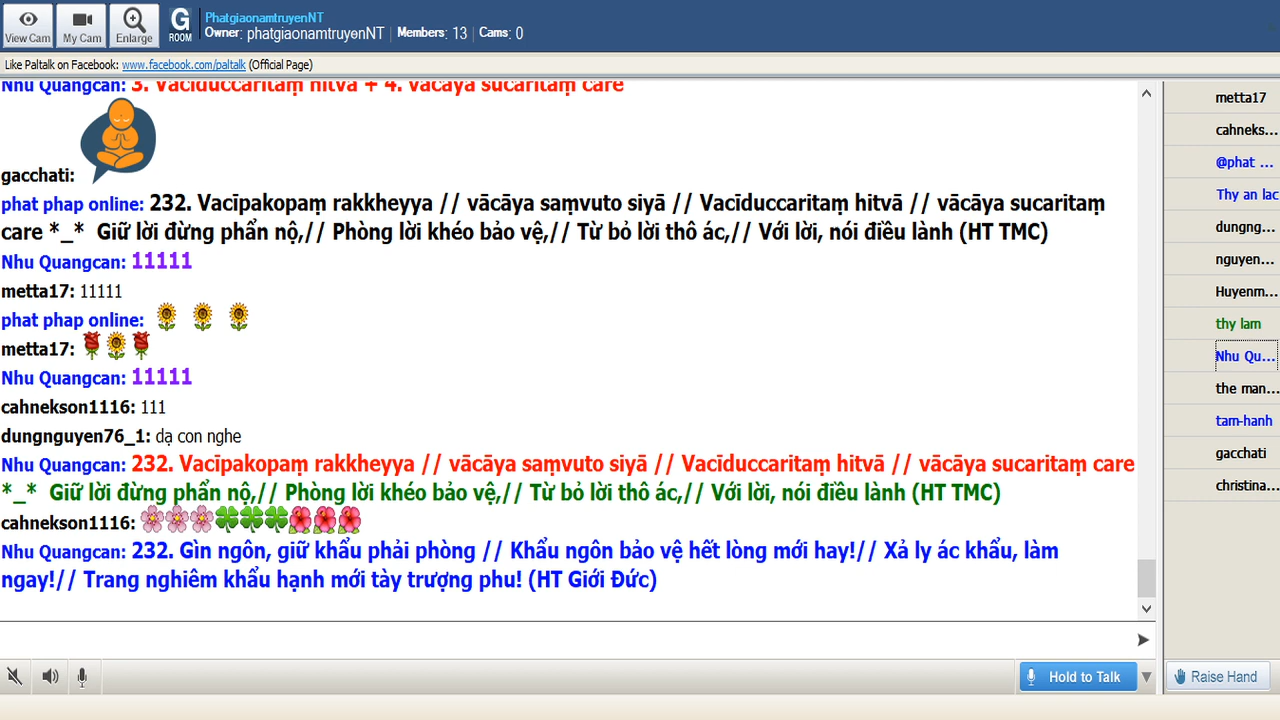 View Cam
My Cam
Enlarge
G
ROOM
PhatgiaonamtruyenNT
Owner: phatgiaonamtruyenNT | Members: 13 | Cams: 0
Like Paltalk on Facebook: www.facebook.com/paltalk (Official Page)
Nhu Quangcan: 3. Vacīduccaritaṃ hitvā + 4. vācāya sucaritaṃ care
gacchati:
phat phap online: 232. Vacīpakopaṃ rakkheyya // vācāya saṃvuto siyā // Vacīduccaritaṃ hitvā // vācāya sucaritaṃ
care *_* Giữ lời đừng phẩn nộ,// Phòng lời khéo bảo vệ,// Từ bỏ lời thô ác,// Với lời, nói điều lành (HT TMC)
Nhu Quangcan: 11111
metta17: 11111
phat phap online:
metta17:
Nhu Quangcan: 11111
cahnekson1116: 111
dungnguyen76_1: dạ con nghe
Nhu Quangcan: 232. Vacīpakopaṃ rakkheyya // vācāya saṃvuto siyā // Vacīduccaritaṃ hitvā // vācāya sucaritaṃ care
*_* Giữ lời đừng phẩn nộ,// Phòng lời khéo bảo vệ,// Từ bỏ lời thô ác,// Với lời, nói điều lành (HT TMC)
cahnekson1116:
Nhu Quangcan: 232. Gìn ngôn, giữ khẩu phải phòng // Khẩu ngôn bảo vệ hết lòng mới hay!// Xả ly ác khẩu, làm
ngay!// Trang nghiêm khẩu hạnh mới tày trượng phu! (HT Giới Đức)
metta17
cahneks...
@phat ...
Thy an lac
dungng...
nguyen...
Huyenm...
thy lam
Nhu Qu...
the man...
tam-hanh
gacchati
christina...
Hold to Talk
Raise Hand